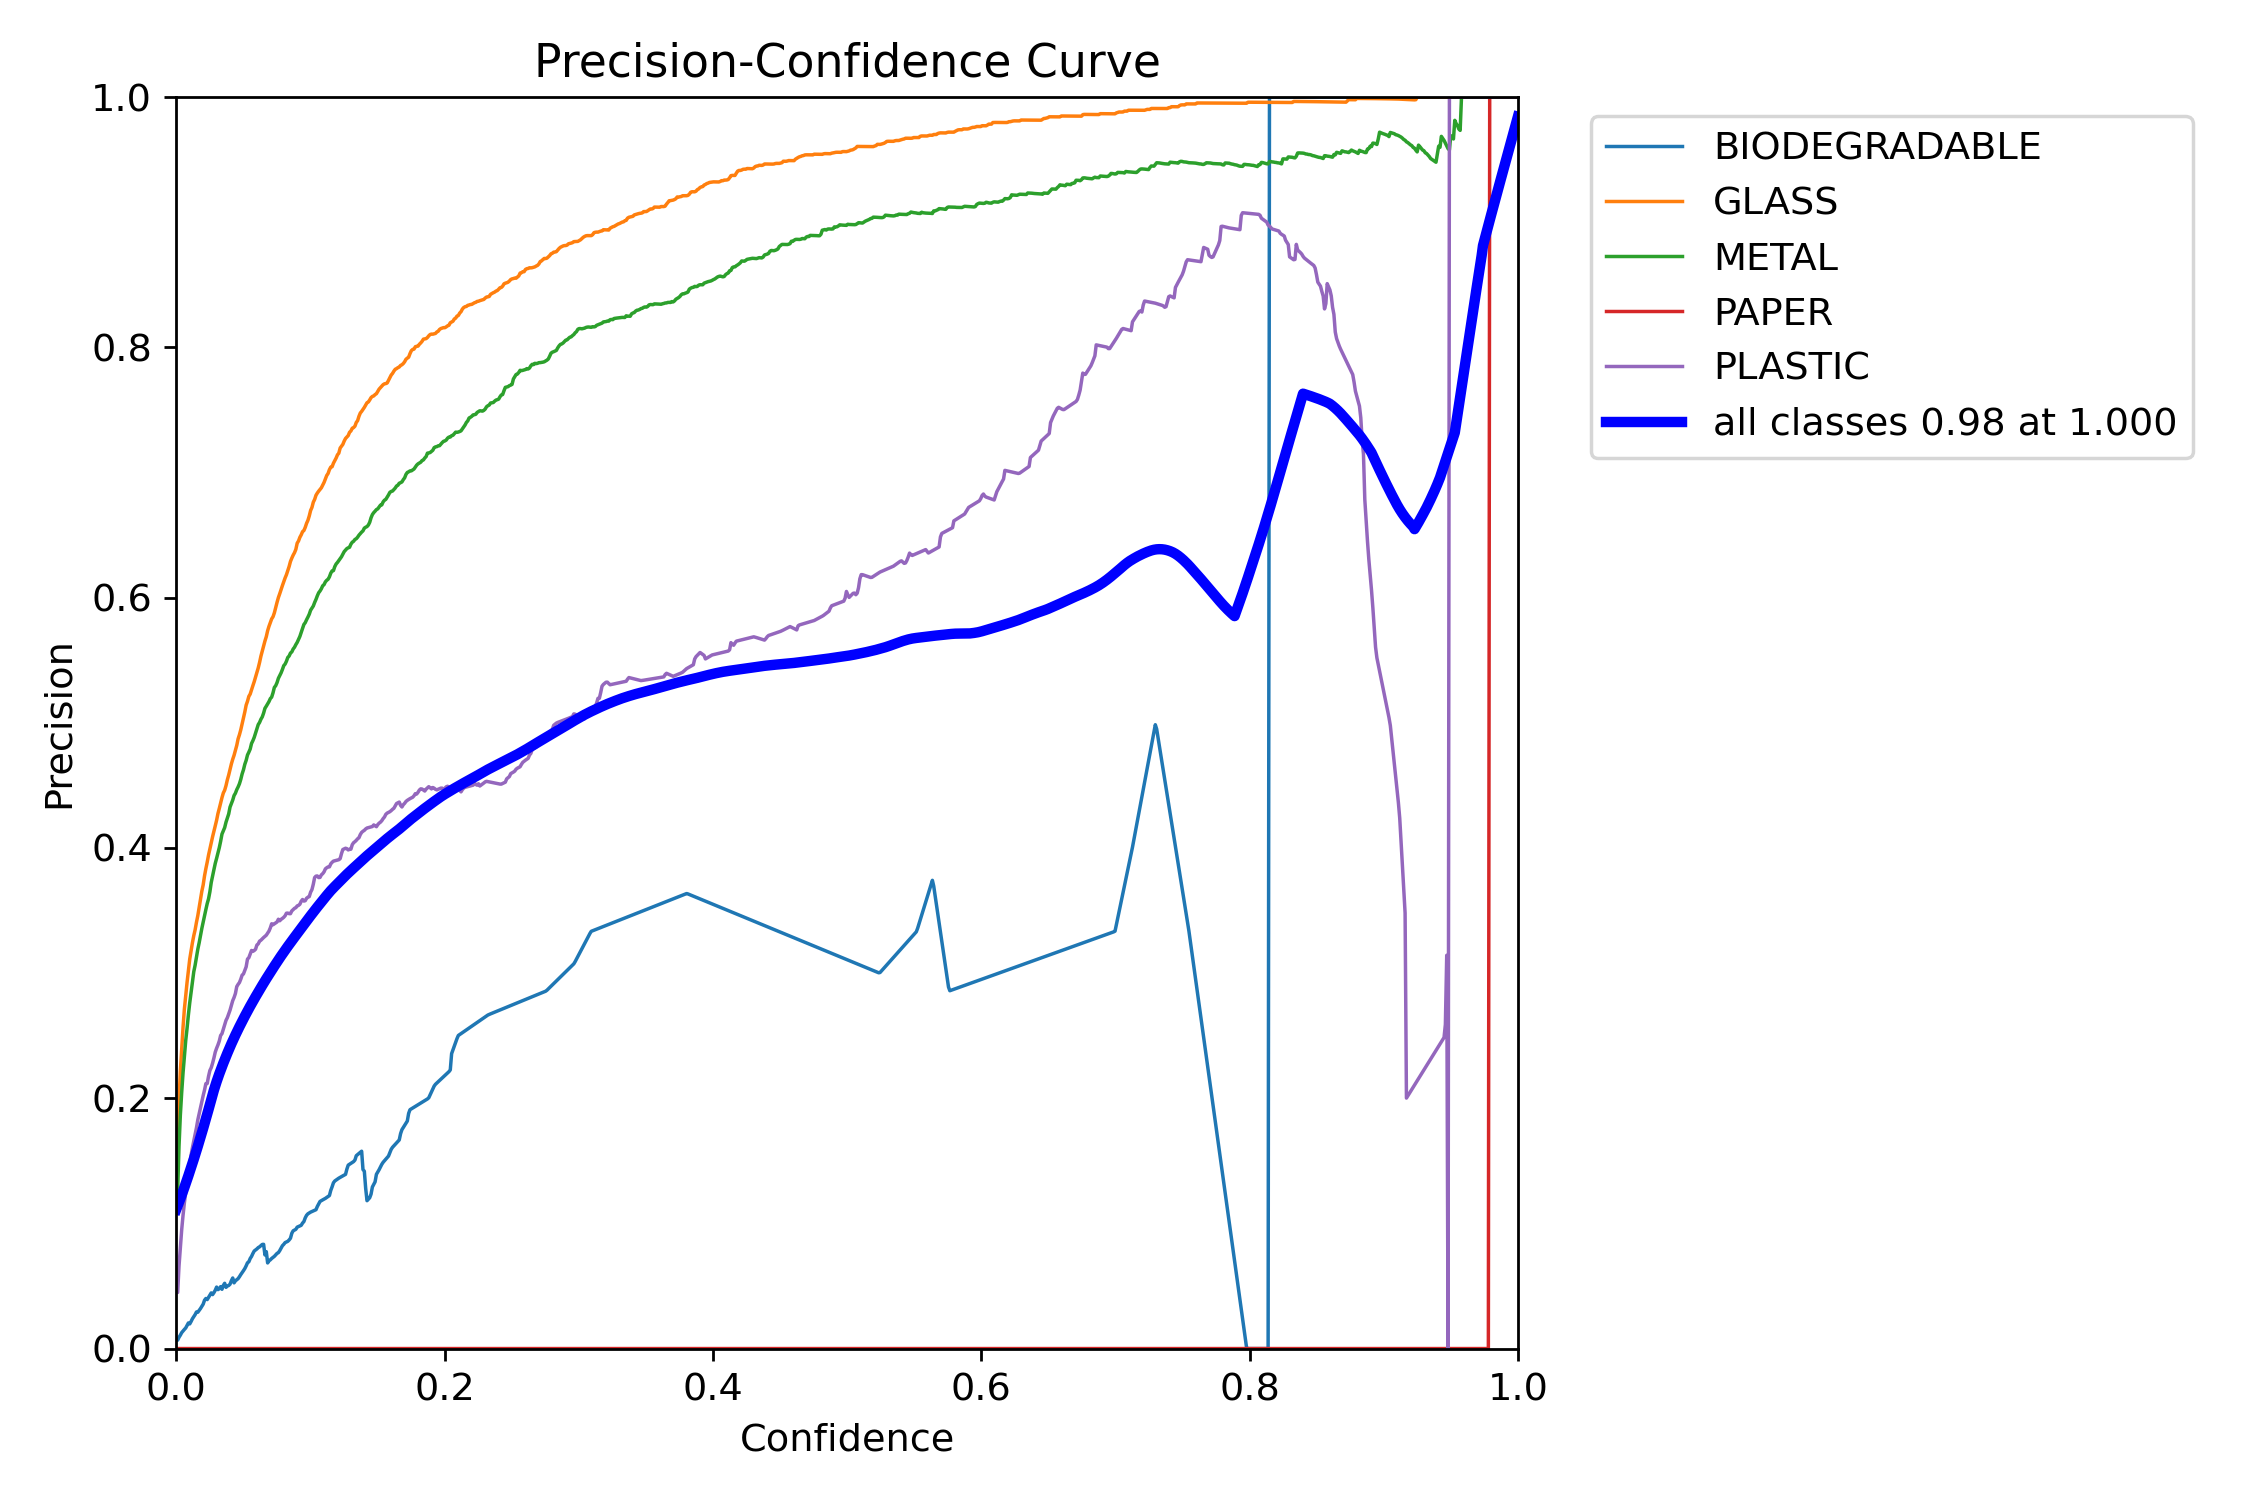 Precision-Confidence Curve
1.0
0.8
0.6
0.4
0.2
0.0
Precision
0.0 0.2 0.4 0.6 0.8 1.0
Confidence
BIODEGRADABLE
GLASS
METAL
PAPER
PLASTIC
all classes 0.98 at 1.000